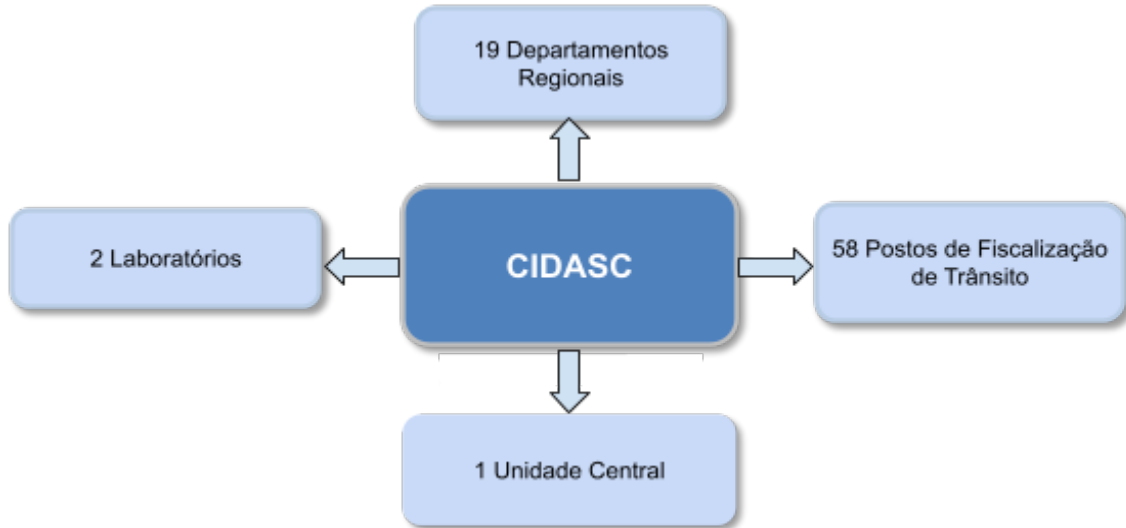 19 Departamentos
Regionais
2 Laboratórios
CIDASC
58 Postos de Fiscalização
de Trânsito
1 Unidade Central